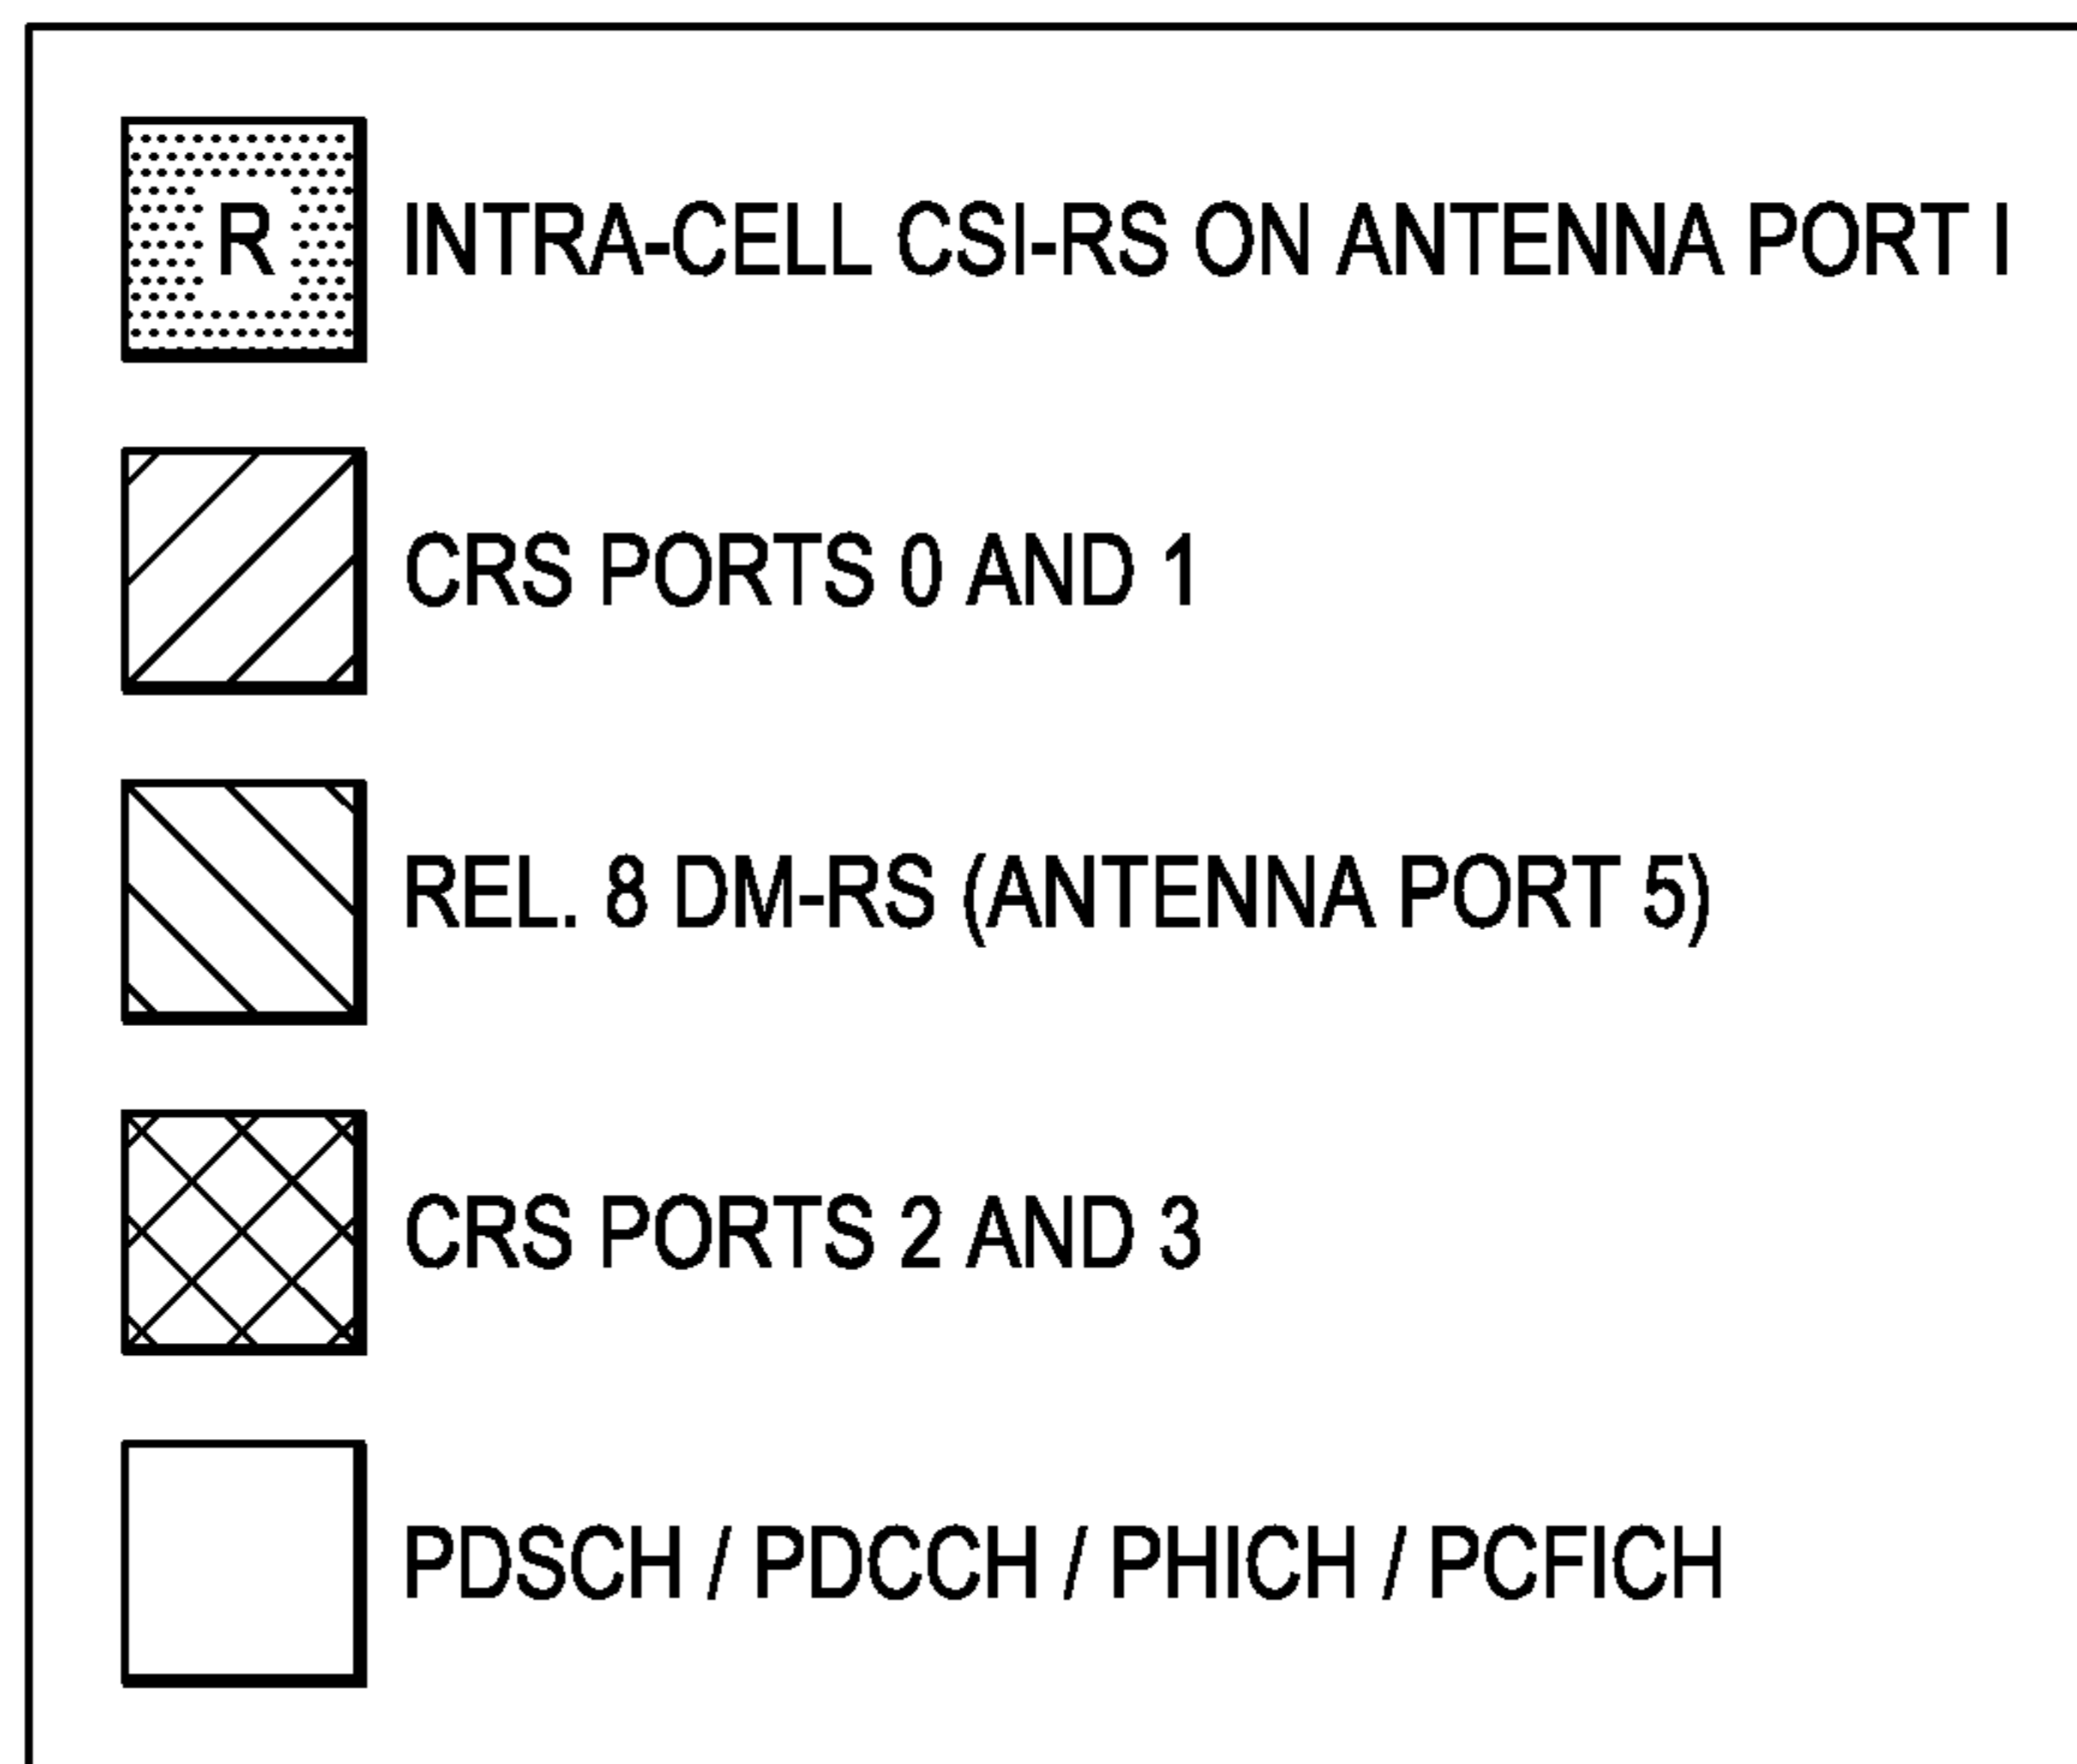 R INTRA-CELL CSI-RS ON ANTENNA PORT I
CRS PORTS 0 AND 1
REL. 8 DM-RS (ANTENNA PORT 5)
CRS PORTS 2 AND 3
PDSCH / PDCCH / PHICH / PCFICH